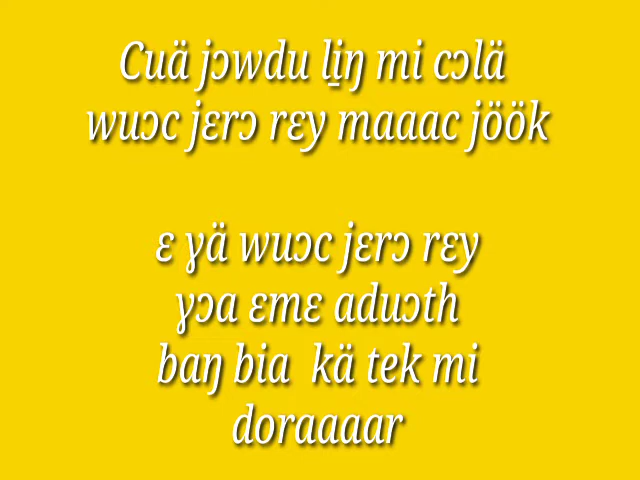 Cuä jɔwdu li̱ŋ mi cɔlä
wuɔc jɛrɔ rɛy maaac jöök
ɛ ɣä wuɔc jɛrɔ rɛy
ɣɔa ɛmɛ aduɔth
baŋ bia kä tek mi
doraaaar